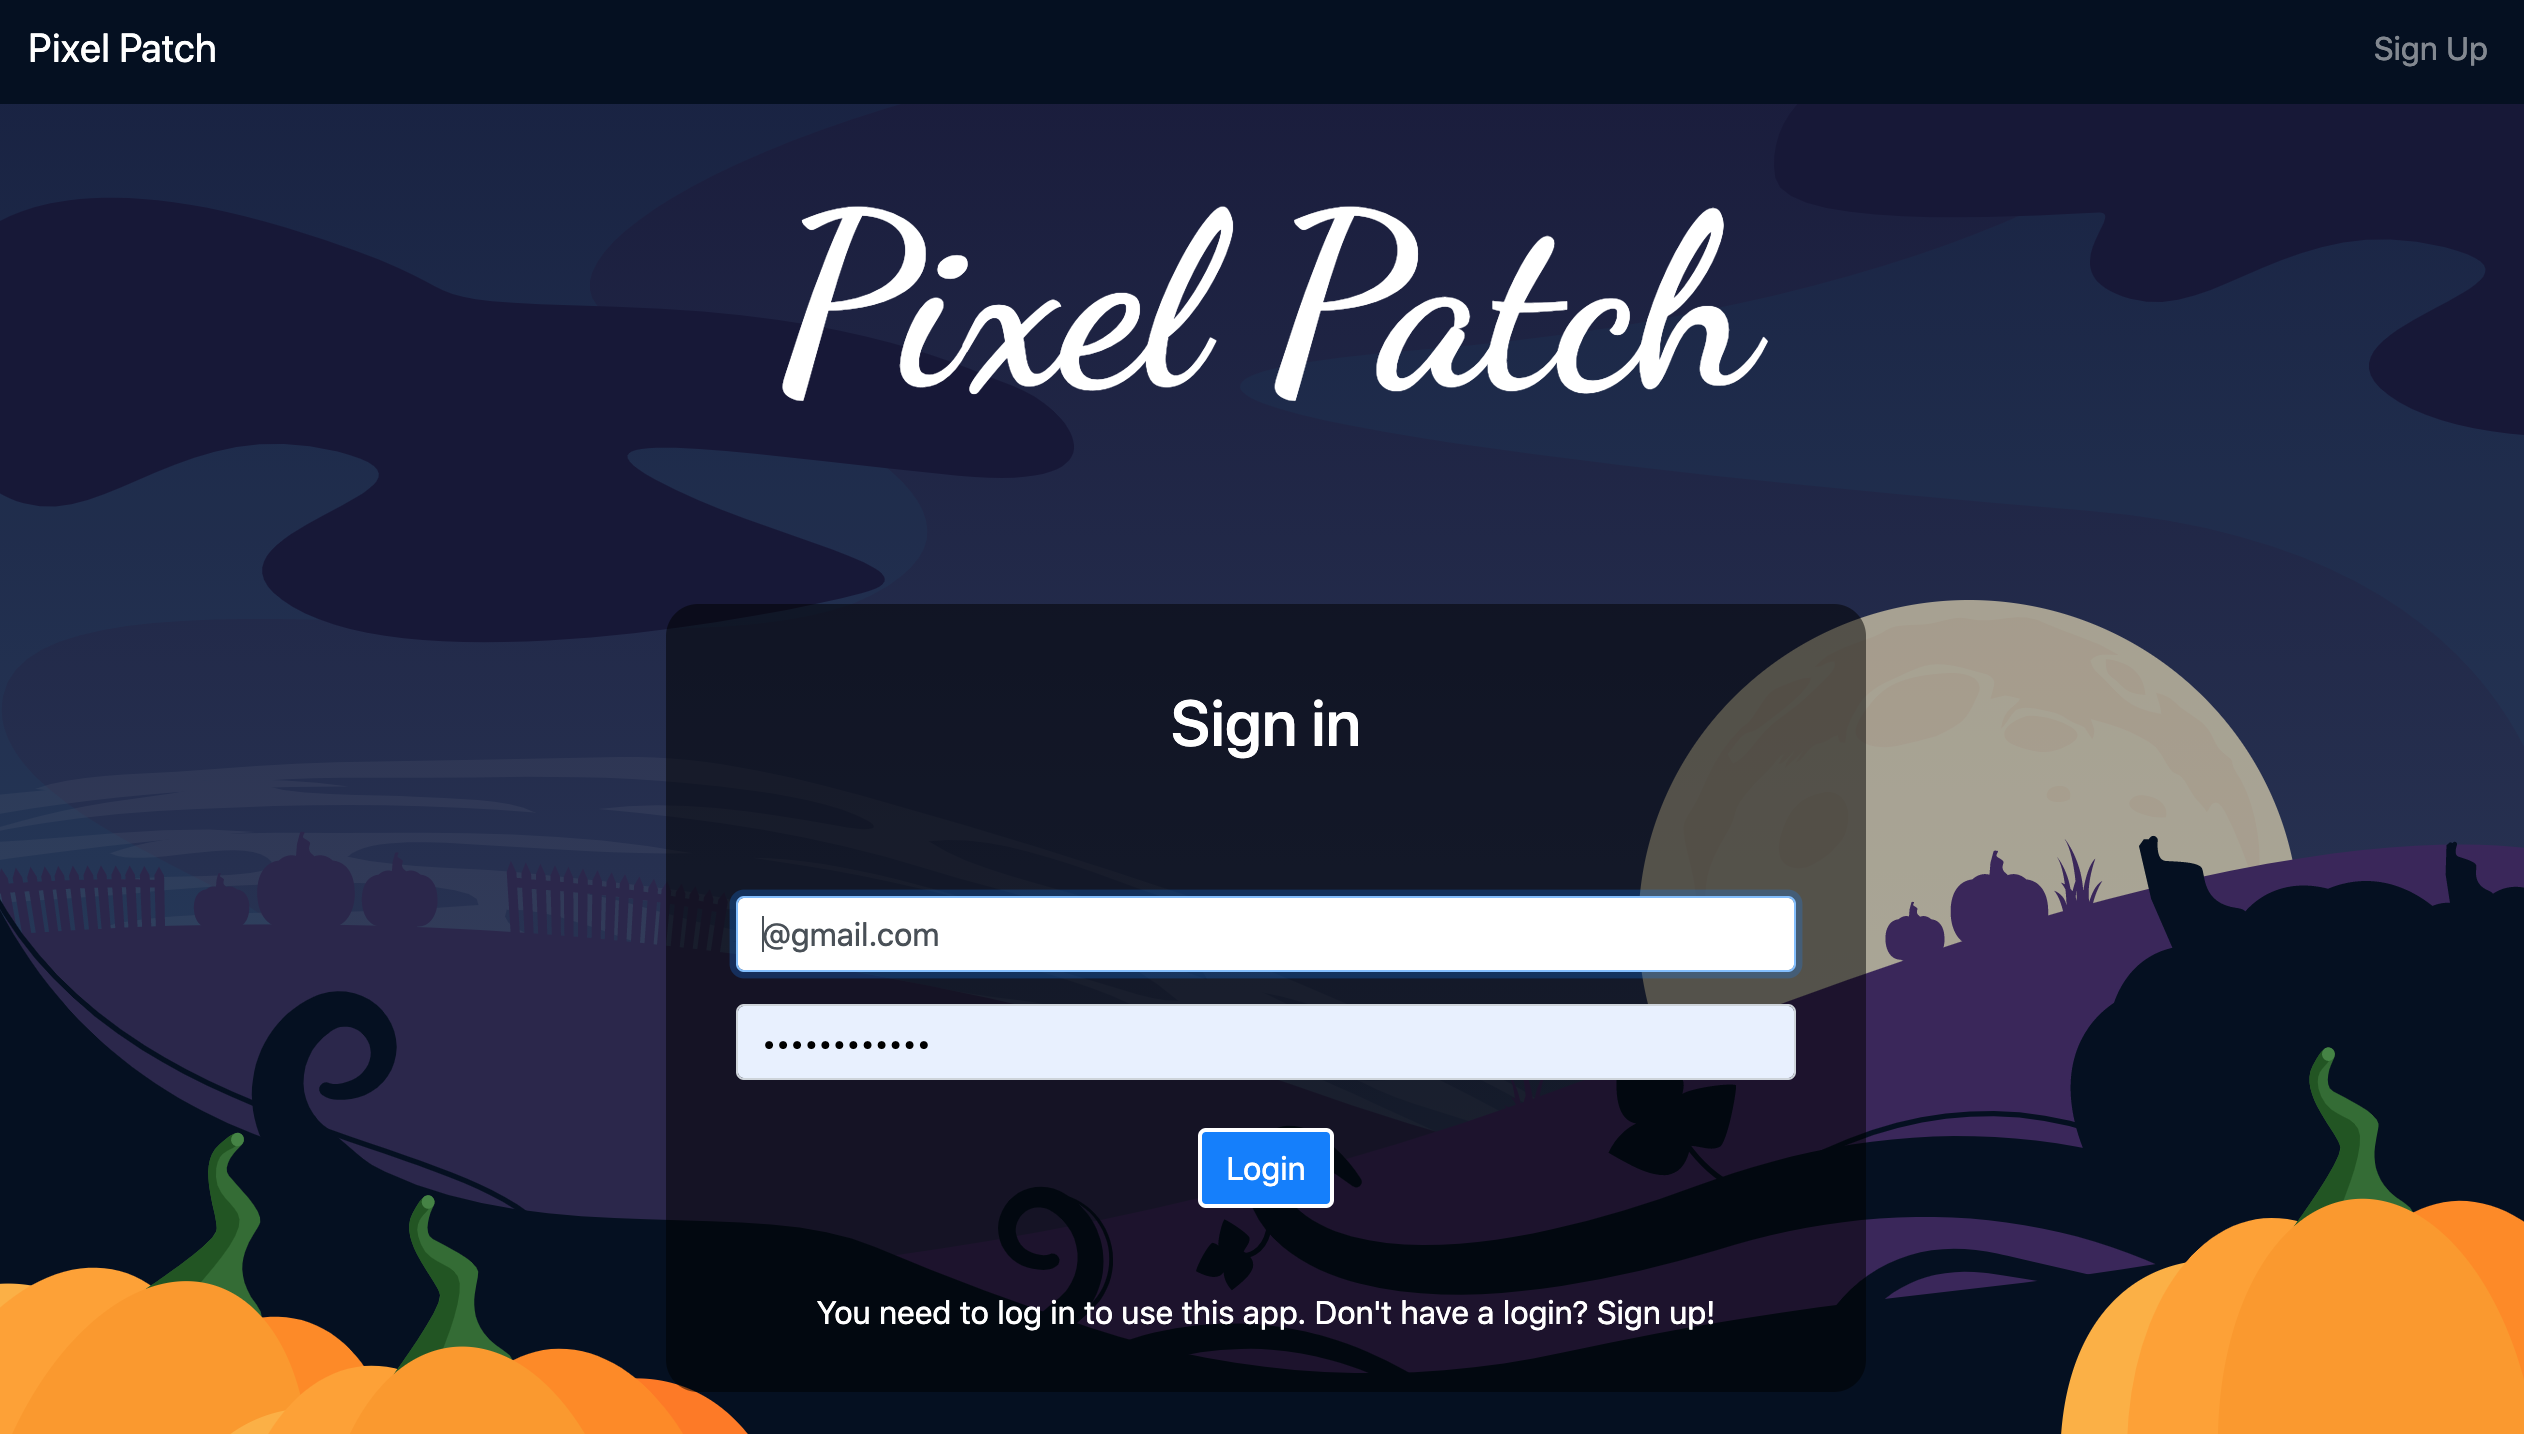 Pixel Patch
Sign Up
Pixel Patch
Sign in
@gmail.com
••••••••••••
Login
You need to log in to use this app. Don't have a login? Sign up!